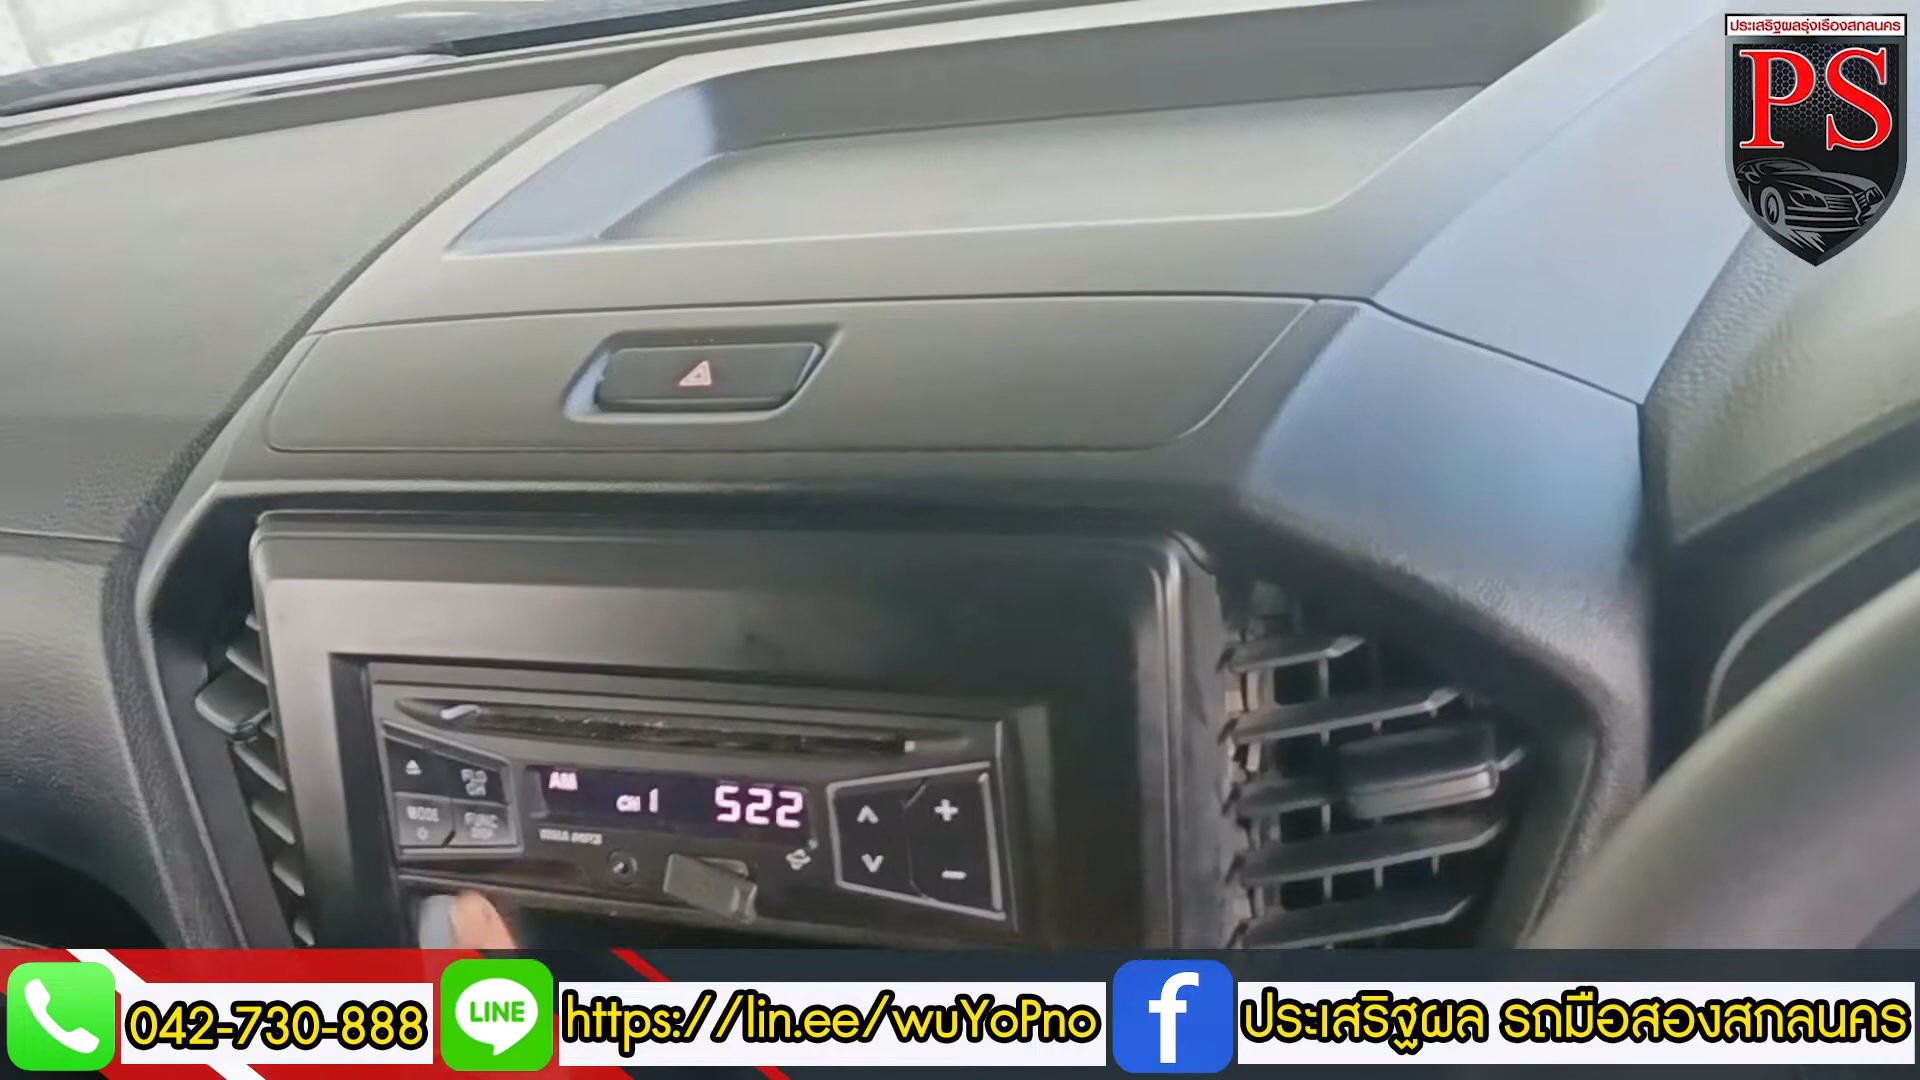 ประเสริฐผลรุ่งเรืองสกลนคร
PS
AM
CH 1
522
MODE
FUNC
DISP
042-730-888
LINE
https://lin.ee/wuYoPno
ประเสริฐผล รถมือสองสกลนคร